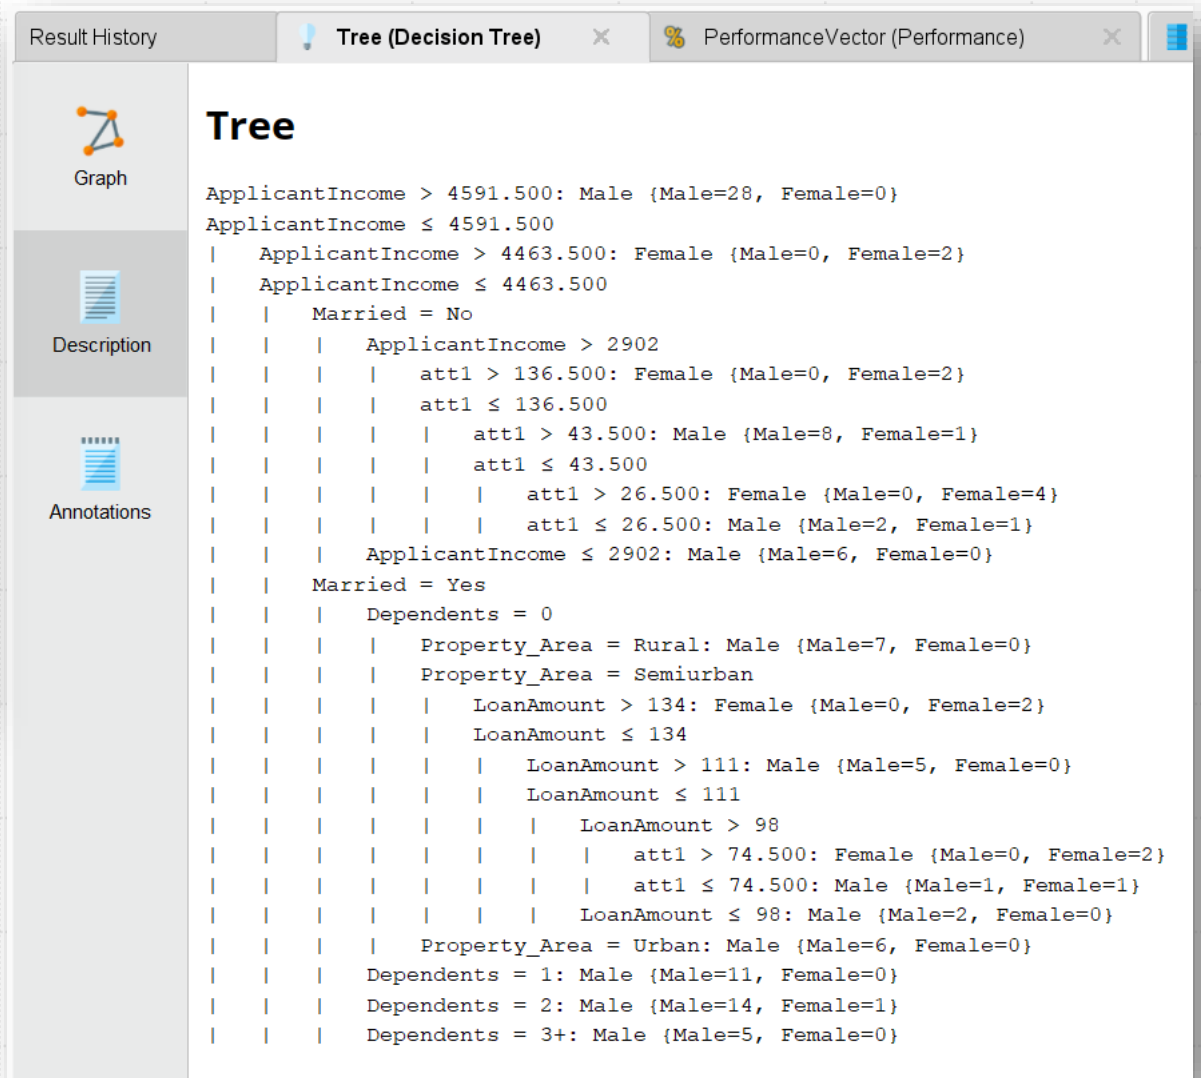 Result History
Tree (Decision Tree)
PerformanceVector (Performance)
Graph
Description
Annotations
Tree
ApplicantIncome > 4591.500: Male {Male=28, Female=0}
ApplicantIncome ≤ 4591.500
|   ApplicantIncome > 4463.500: Female {Male=0, Female=2}
|   ApplicantIncome ≤ 4463.500
|   |   Married = No
|   |   |   ApplicantIncome > 2902
|   |   |   |   att1 > 136.500: Female {Male=0, Female=2}
|   |   |   |   att1 ≤ 136.500
|   |   |   |   |   att1 > 43.500: Male {Male=8, Female=1}
|   |   |   |   |   att1 ≤ 43.500
|   |   |   |   |   |   att1 > 26.500: Female {Male=0, Female=4}
|   |   |   |   |   |   att1 ≤ 26.500: Male {Male=2, Female=1}
|   |   |   ApplicantIncome ≤ 2902: Male {Male=6, Female=0}
|   |   Married = Yes
|   |   |   Dependents = 0
|   |   |   |   Property_Area = Rural: Male {Male=7, Female=0}
|   |   |   |   Property_Area = Semiurban
|   |   |   |   |   LoanAmount > 134: Female {Male=0, Female=2}
|   |   |   |   |   LoanAmount ≤ 134
|   |   |   |   |   |   LoanAmount > 111: Male {Male=5, Female=0}
|   |   |   |   |   |   LoanAmount ≤ 111
|   |   |   |   |   |   |   LoanAmount > 98
|   |   |   |   |   |   |   |   att1 > 74.500: Female {Male=0, Female=2}
|   |   |   |   |   |   |   |   att1 ≤ 74.500: Male {Male=1, Female=1}
|   |   |   |   |   |   |   LoanAmount ≤ 98: Male {Male=2, Female=0}
|   |   |   |   Property_Area = Urban: Male {Male=6, Female=0}
|   |   |   Dependents = 1: Male {Male=11, Female=0}
|   |   |   Dependents = 2: Male {Male=14, Female=1}
|   |   |   Dependents = 3+: Male {Male=5, Female=0}